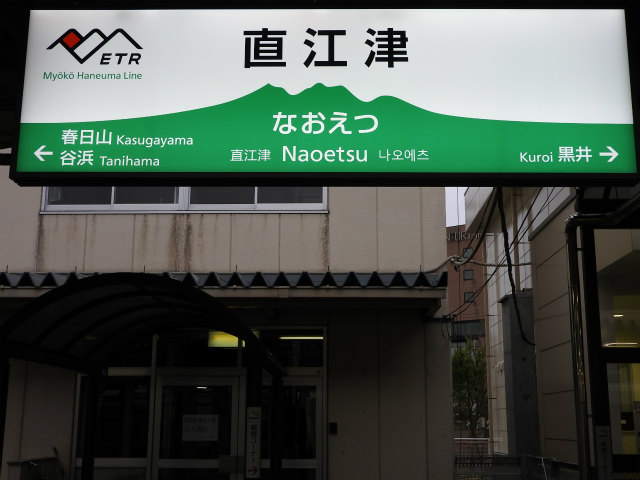 直江津
ETR
Myōkō Haneuma Line
なおえつ
春日山 Kasugayama
← 谷浜 Tanihama
直江津 Naoetsu 나오에츠
Kuroi 黒井 →